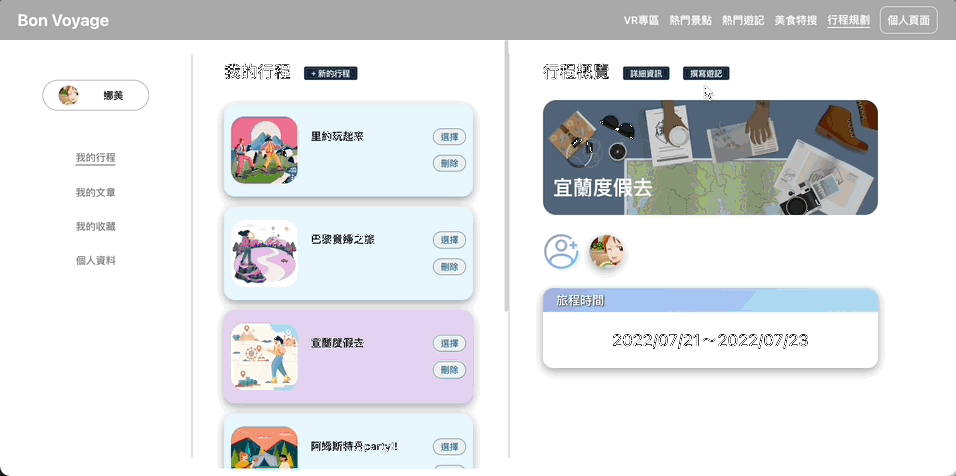 Bon Voyage
VR專區 熱門景點 熱門遊記 美食特搜 行程規劃 個人頁面
娜美
我的行程
我的文章
我的收藏
個人資料
我的行程 + 新的行程
里約玩起來
選擇
刪除
巴黎賞歸之旅
選擇
刪除
宜蘭度假去
選擇
刪除
阿姆斯特丹party!!
選擇
行程概覽 詳細資訊 撰寫遊記
宜蘭度假去
旅程時間
2022/07/21~2022/07/23